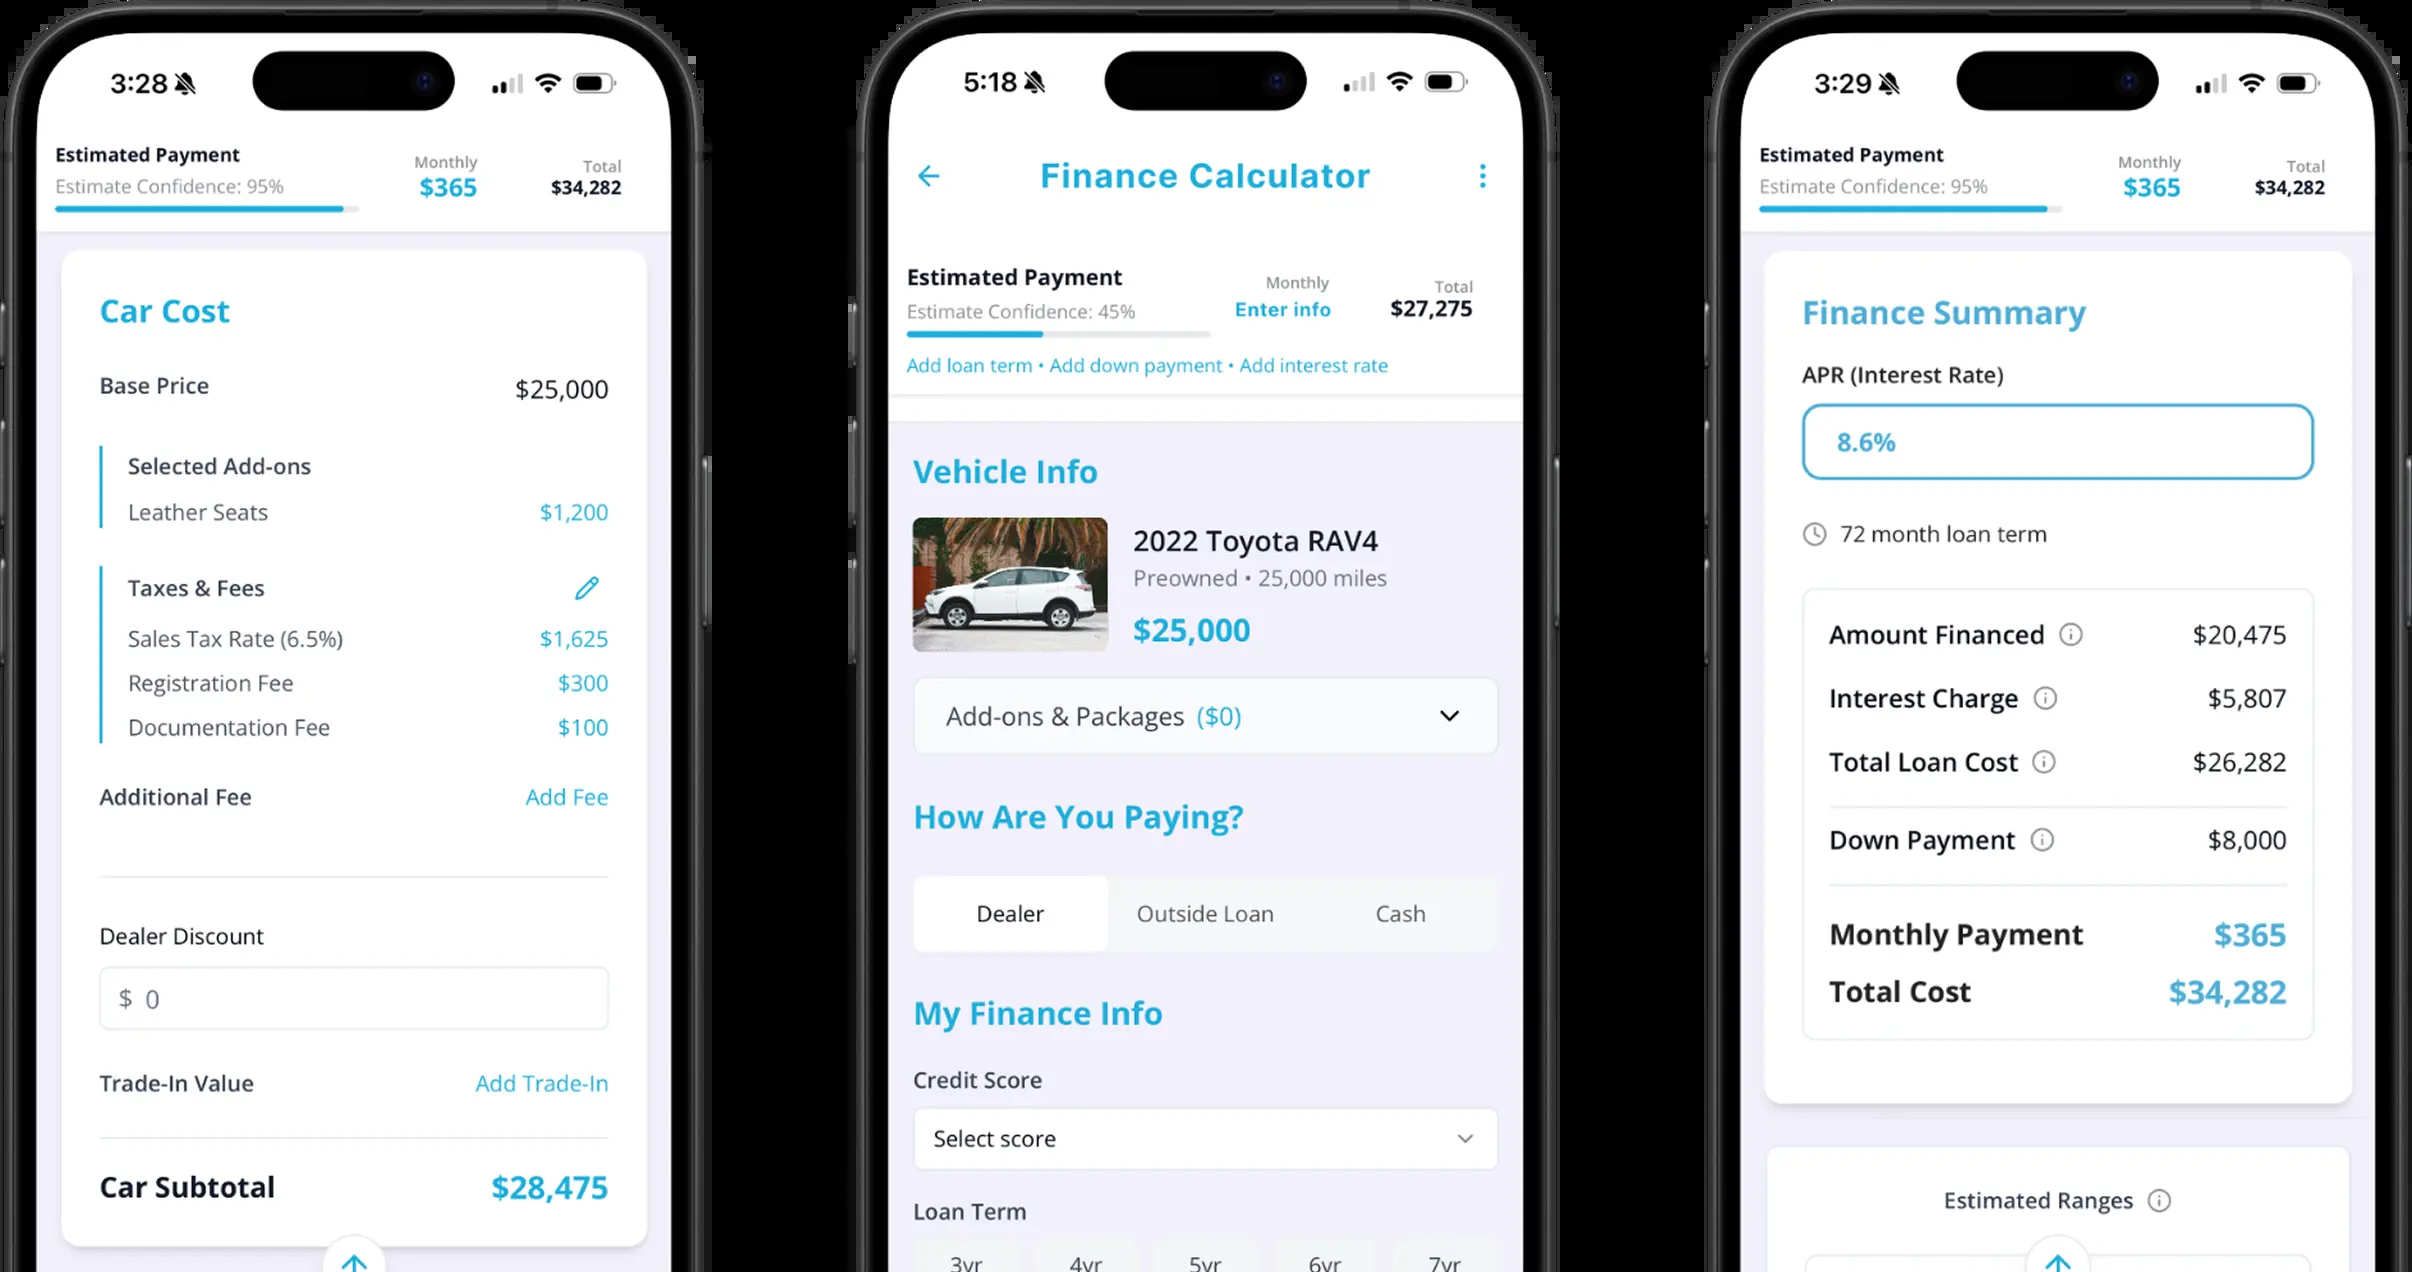 3:28
Estimated Payment
Estimate Confidence: 95%
Monthly
$365
Total
$34,282
Car Cost
Base Price $25,000
Selected Add-ons
Leather Seats $1,200
Taxes & Fees
Sales Tax Rate (6.5%) $1,625
Registration Fee $300
Documentation Fee $100
Additional Fee Add Fee
Dealer Discount
$ 0
Trade-In Value Add Trade-In
Car Subtotal $28,475
5:18
Finance Calculator
Estimated Payment
Estimate Confidence: 45%
Monthly
Enter info
Total
$27,275
Add loan term • Add down payment • Add interest rate
Vehicle Info
2022 Toyota RAV4
Preowned • 25,000 miles
$25,000
Add-ons & Packages ($0)
How Are You Paying?
Dealer Outside Loan Cash
My Finance Info
Credit Score
Select score
Loan Term
3yr 4yr 5yr 6yr 7yr
3:29
Estimated Payment
Estimate Confidence: 95%
Monthly
$365
Total
$34,282
Finance Summary
APR (Interest Rate)
8.6%
72 month loan term
Amount Financed $20,475
Interest Charge $5,807
Total Loan Cost $26,282
Down Payment $8,000
Monthly Payment $365
Total Cost $34,282
Estimated Ranges